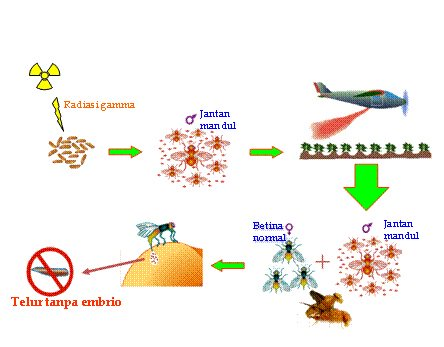 Radiasi gamma
Jantan
mandul
Betina
normal
Jantan
mandul
Telur tanpa embrio